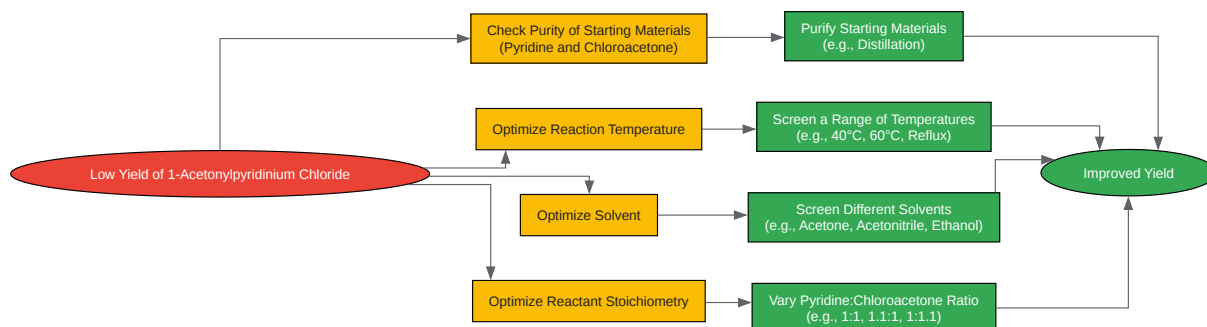 Check Purity of Starting Materials
(Pyridine and Chloroacetone)
Purify Starting Materials
(e.g., Distillation)
Optimize Reaction Temperature
Screen a Range of Temperatures
(e.g., 40°C, 60°C, Reflux)
Low Yield of 1-Acetonylpyridinium Chloride
Improved Yield
Optimize Solvent
Screen Different Solvents
(e.g., Acetone, Acetonitrile, Ethanol)
Optimize Reactant Stoichiometry
Vary Pyridine:Chloroacetone Ratio
(e.g., 1:1, 1.1:1, 1:1.1)